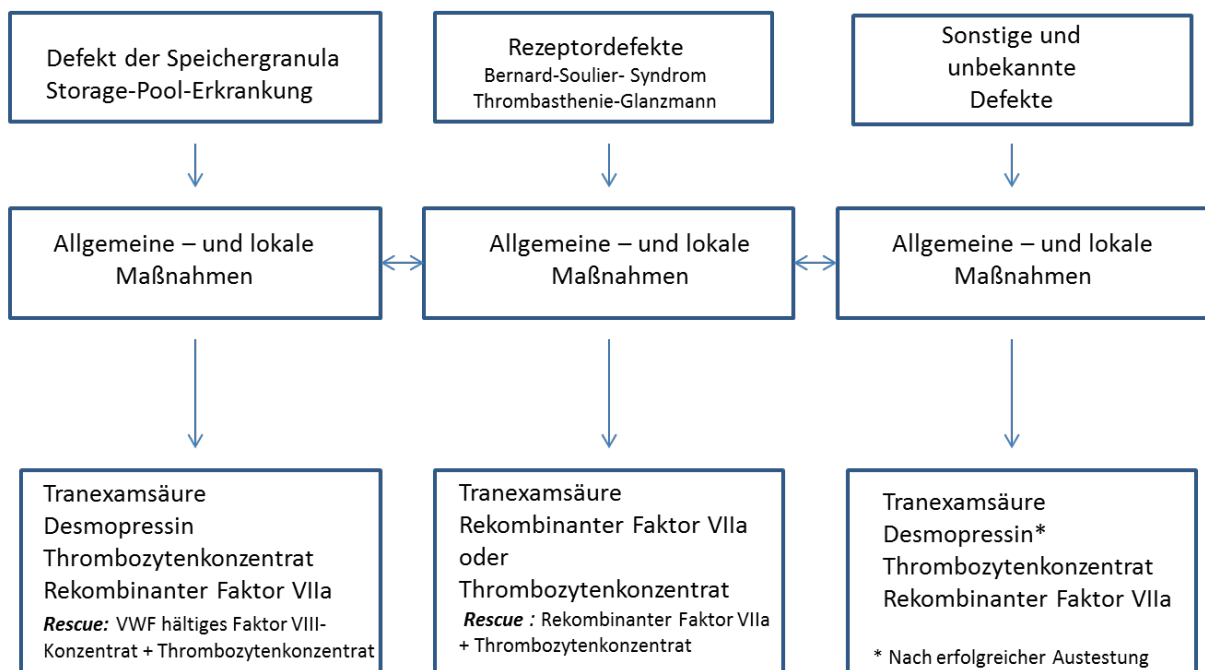 Defekt der Speichergranula
Storage-Pool-Erkrankung
Rezeptordefekte
Bernard-Soulier- Syndrom
Thrombasthenie-Glanzmann
Sonstige und
unbekannte
Defekte
Allgemeine – und lokale
Maßnahmen
Allgemeine – und lokale
Maßnahmen
Allgemeine – und lokale
Maßnahmen
Tranexamsäure
Desmopressin
Thrombozytenkonzentrat
Rekombinanter Faktor VIIa
Rescue: VWF hältiges Faktor VIII-
Konzentrat + Thrombozytenkonzentrat
Tranexamsäure
Rekombinanter Faktor VIIa
oder
Thrombozytenkonzentrat
Rescue : Rekombinanter Faktor VIIa
+ Thrombozytenkonzentrat
Tranexamsäure
Desmopressin*
Thrombozytenkonzentrat
Rekombinanter Faktor VIIa
* Nach erfolgreicher Austestung